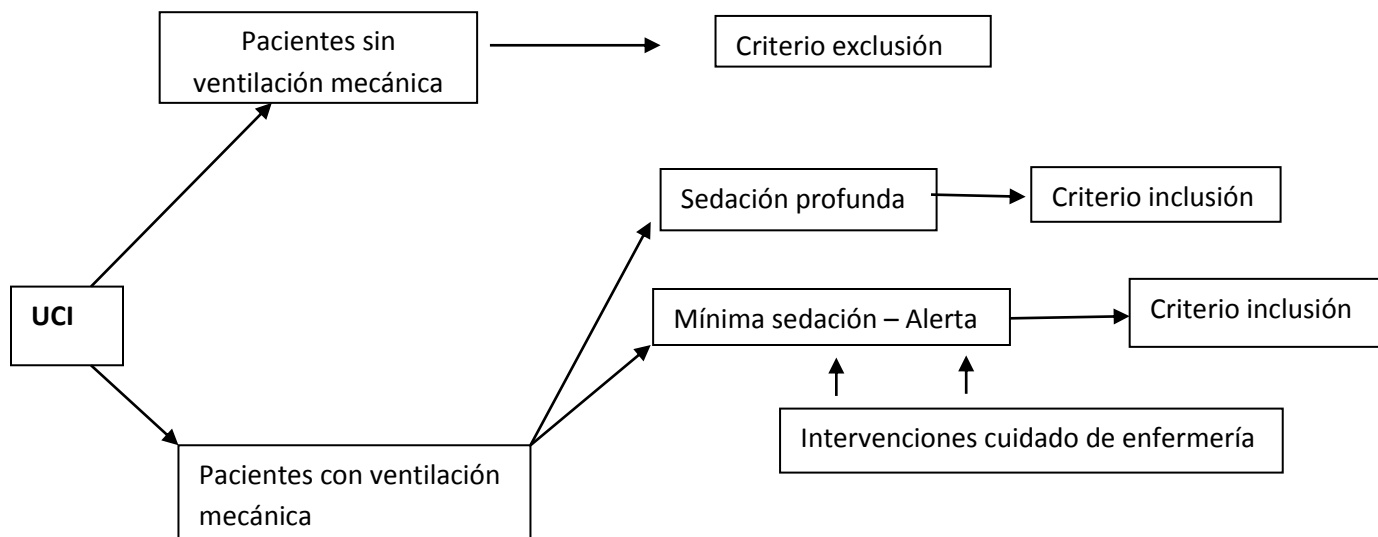 Pacientes sin
ventilación mecánica
Criterio exclusión
Sedación profunda
Criterio inclusión
UCI
Mínima sedación – Alerta
Criterio inclusión
Intervenciones cuidado de enfermería
Pacientes con ventilación
mecánica